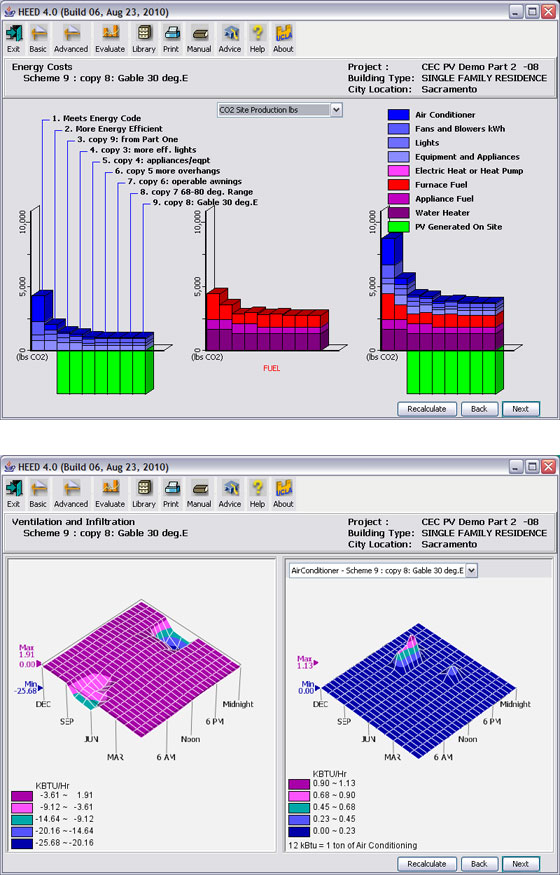 HEED 4.0 (Build 06, Aug 23, 2010)
Exit Basic Advanced Evaluate Library Print Manual Advice Help About
Energy Costs
Scheme 9 : copy 8: Gable 30 deg.E
Project : CEC PV Demo Part 2 -08
Building Type: SINGLE FAMILY RESIDENCE
City Location: Sacramento
CO2 Site Production lbs
1. Meets Energy Code
2. More Energy Efficient
3. copy 9: from Part One
4. copy 3: more eff. lights
5. copy 4: appliances/eqpt
6. copy 5 more overhangs
7. copy 6: operable awnings
8. copy 7 68-80 deg. Range
9. copy 8: Gable 30 deg.E
Air Conditioner
Fans and Blowers kWh
Lights
Equipment and Appliances
Electric Heat or Heat Pump
Furnace Fuel
Appliance Fuel
Water Heater
PV Generated On Site
10,000
5,000
0
(lbs CO2)
10,000
5,000
0
(lbs CO2)
FUEL
10,000
5,000
0
(lbs CO2)
Recalculate Back Next
HEED 4.0 (Build 06, Aug 23, 2010)
Exit Basic Advanced Evaluate Library Print Manual Advice Help About
Ventilation and Infiltration
Scheme 9 : copy 8: Gable 30 deg.E
Project : CEC PV Demo Part 2 -08
Building Type: SINGLE FAMILY RESIDENCE
City Location: Sacramento
Max
1.91
0.00
Min
-25.68
DEC
SEP
JUN
MAR
6 AM
Noon
6 PM
Midnight
KBTU/Hr
-3.61 ~ 1.91
-9.12 ~ -3.61
-14.64 ~ -9.12
-20.16 ~ -14.64
-25.68 ~ -20.16
AirConditioner - Scheme 9 : copy 8: Gable 30 deg.E
Max
1.13
Min
0.00
DEC
SEP
JUN
MAR
6 AM
Noon
6 PM
Midnight
KBTU/Hr
0.90 ~ 1.13
0.68 ~ 0.90
0.45 ~ 0.68
0.23 ~ 0.45
0.00 ~ 0.23
12 kBtu = 1 ton of Air Conditioning
Recalculate Back Next